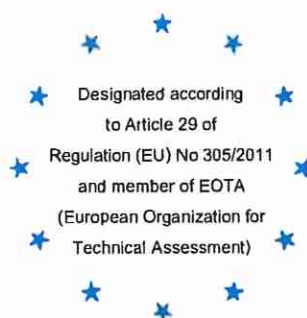 Designated according
to Article 29 of
Regulation (EU) No 305/2011
and member of EOTA
(European Organization for
Technical Assessment)